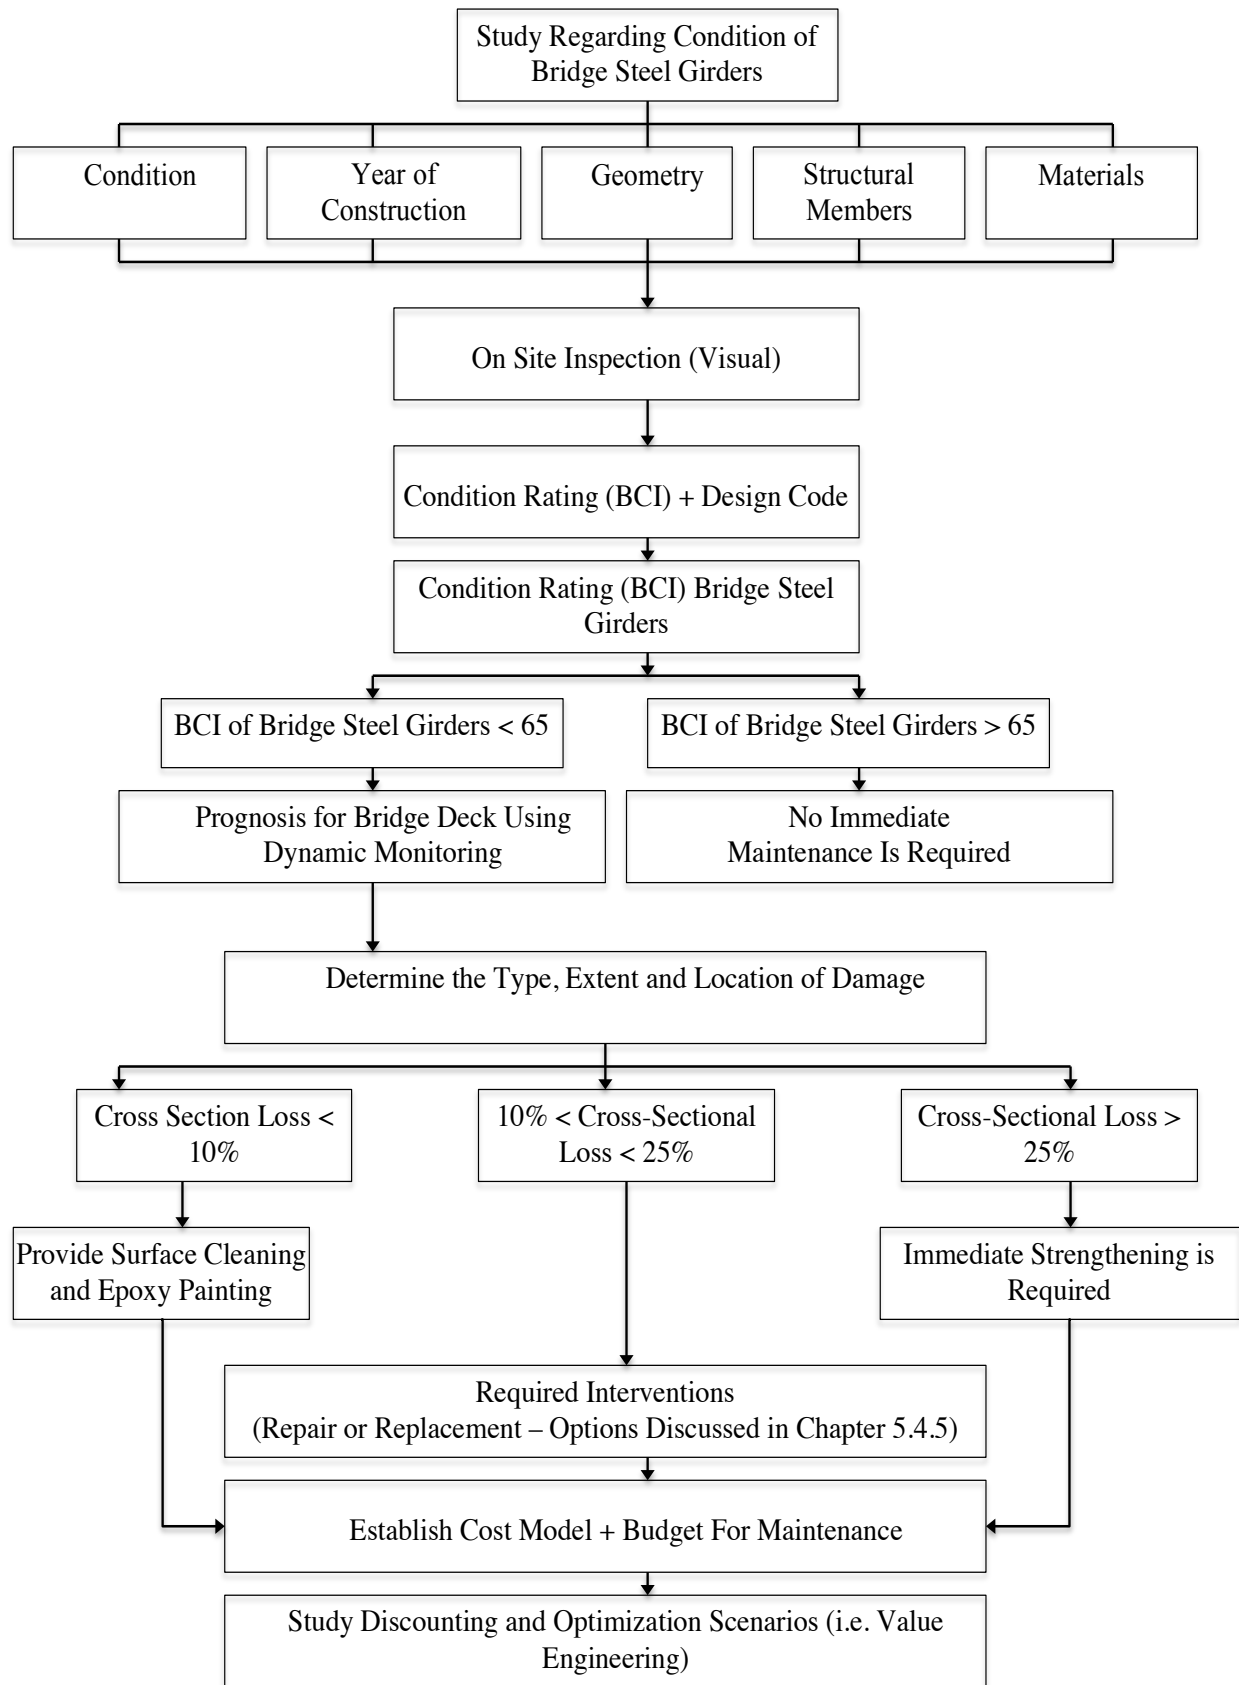 Study Regarding Condition of
Bridge Steel Girders
Condition
Year of
Construction
Geometry
Structural
Members
Materials
On Site Inspection (Visual)
Condition Rating (BCI) + Design Code
Condition Rating (BCI) Bridge Steel
Girders
BCI of Bridge Steel Girders < 65
BCI of Bridge Steel Girders > 65
Prognosis for Bridge Deck Using
Dynamic Monitoring
No Immediate
Maintenance Is Required
Determine the Type, Extent and Location of Damage
Cross Section Loss <
10%
10% < Cross-Sectional
Loss < 25%
Cross-Sectional Loss >
25%
Provide Surface Cleaning
and Epoxy Painting
Immediate Strengthening is
Required
Required Interventions
(Repair or Replacement – Options Discussed in Chapter 5.4.5)
Establish Cost Model + Budget For Maintenance
Study Discounting and Optimization Scenarios (i.e. Value
Engineering)